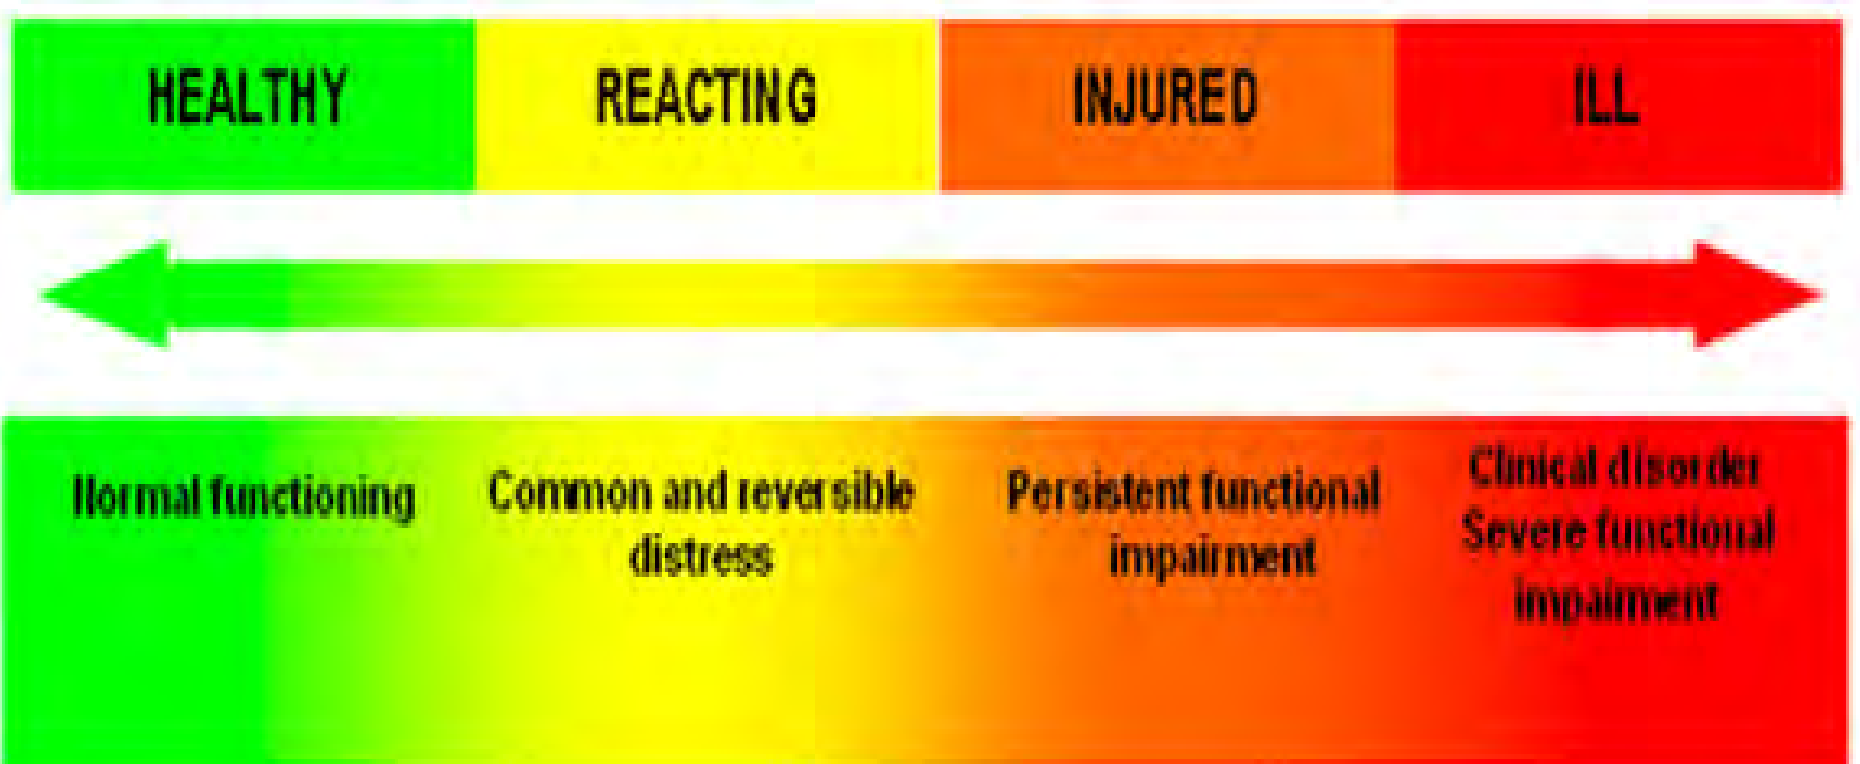 HEALTHY
REACTING
INJURED
ILL
Normal functioning
Common and reversible
distress
Persistent functional
impairment
Clinical disorder
Severe functional
impairment